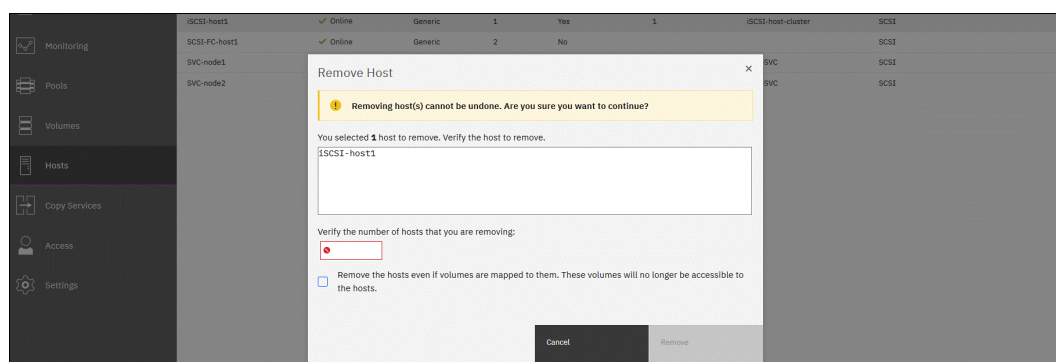 iSCSI-host1 Online Generic 1 Yes 1 iSCSI-host-cluster SCSI
Monitoring
SCSI-FC-host1 Online Generic 2 No SCSI
SVC-node1 SVC SCSI
Pools
SVC-node2 SVC SCSI
Volumes
Hosts
Copy Services
Access
Settings
Remove Host
Removing host(s) cannot be undone. Are you sure you want to continue?
You selected 1 host to remove. Verify the host to remove.
iSCSI-host1
Verify the number of hosts that you are removing:
Remove the hosts even if volumes are mapped to them. These volumes will no longer be accessible to
the hosts.
Cancel Remove